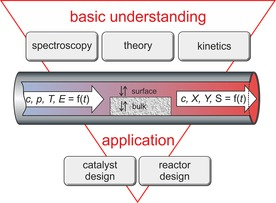 basic understanding
spectroscopy
theory
kinetics
c, p, T, E = f(t)
surface
bulk
c, X, Y, S = f(t)
application
catalyst
design
reactor
design